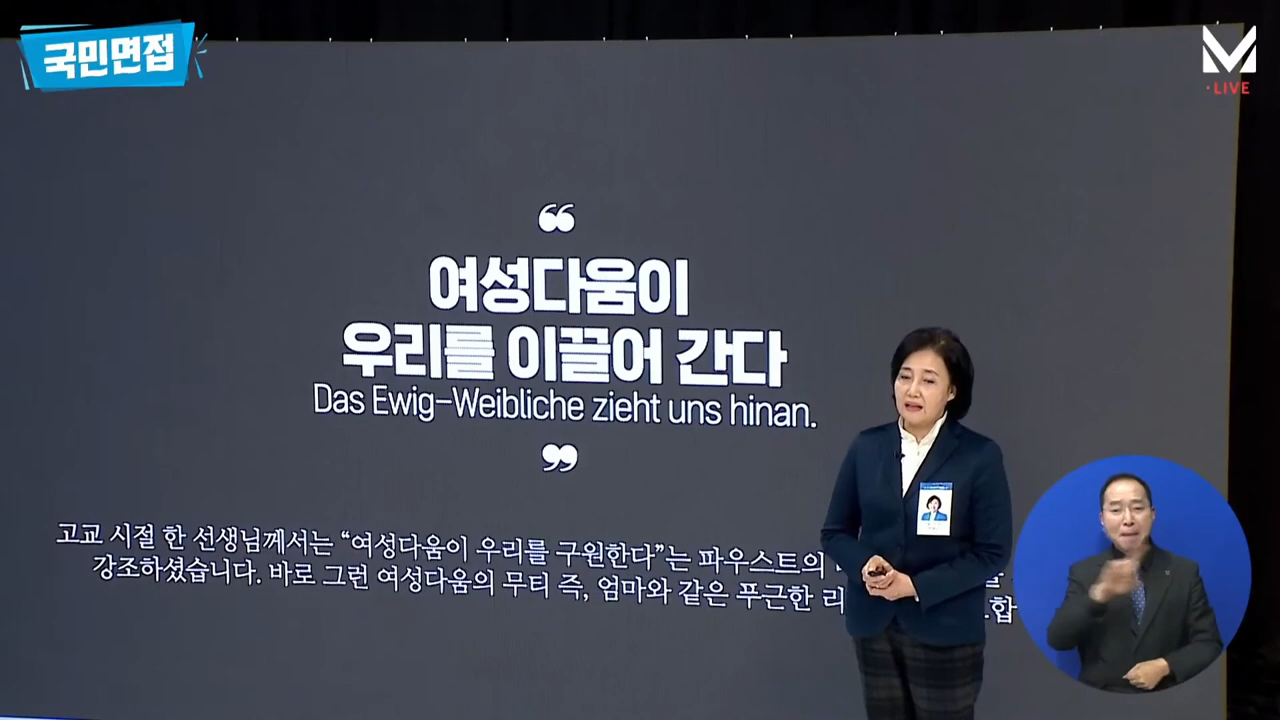 국민면접
M
LIVE
“
여성다움이
우리를 이끌어 간다
Das Ewig-Weibliche zieht uns hinan.
”
고교 시절 한 선생님께서는 “여성다움이 우리를 구원한다”는 파우스트의
강조하셨습니다. 바로 그런 여성다움의 무티 즉, 엄마와 같은 푸근한